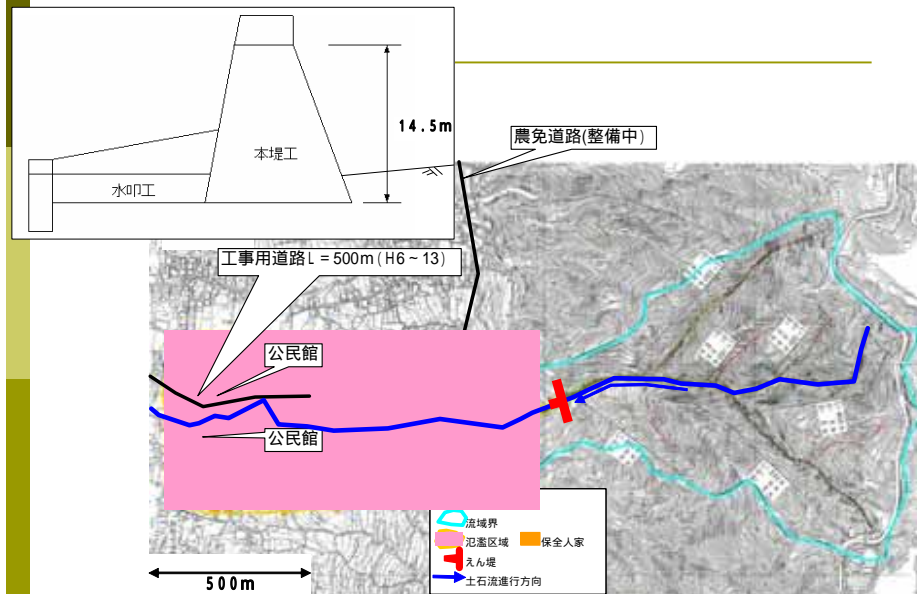 14.5m
本堤工
水叩工
農免道路(整備中)
工事用道路L=500m(H6~13)
公民館
公民館
流域界
氾濫区域
保全人家
えん堤
土石流進行方向
500m